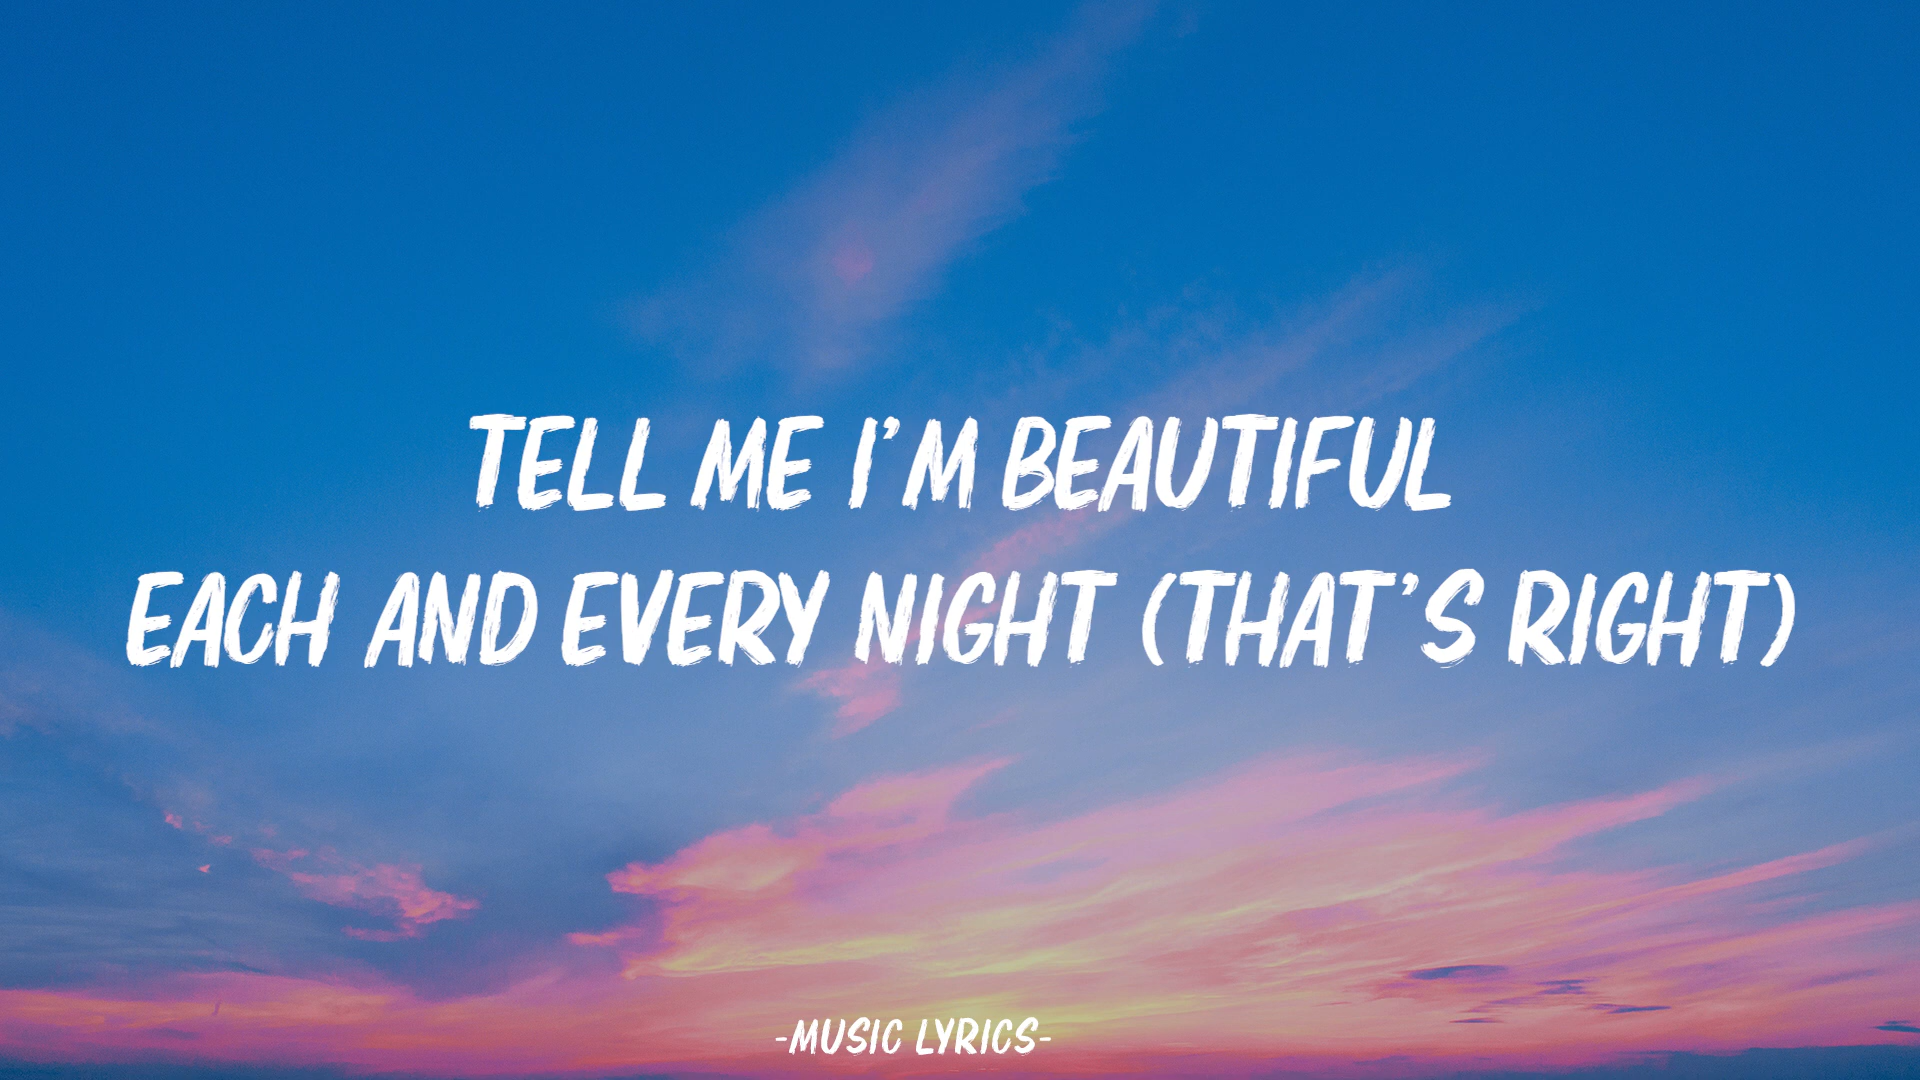 TELL ME I'M BEAUTIFUL
EACH AND EVERY NIGHT (THAT'S RIGHT)
-MUSIC LYRICS-